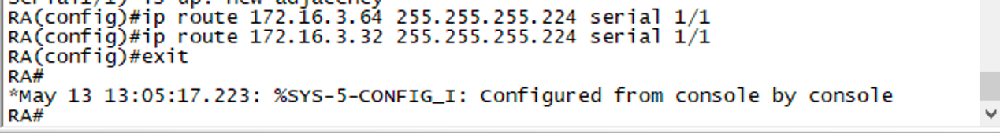 RA(config)#ip route 172.16.3.64 255.255.255.224 serial 1/1
RA(config)#ip route 172.16.3.32 255.255.255.224 serial 1/1
RA(config)#exit
RA#
*May 13 13:05:17.223: %SYS-5-CONFIG_I: Configured from console by console
RA#